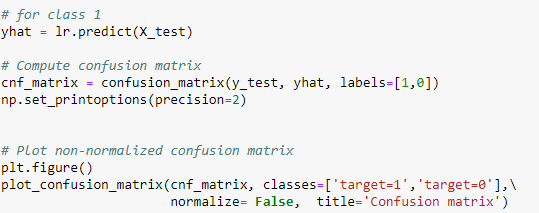 # for class 1
yhat = lr.predict(X_test)
# Compute confusion matrix
cnf_matrix = confusion_matrix(y_test, yhat, labels=[1,0])
np.set_printoptions(precision=2)
# Plot non-normalized confusion matrix
plt.figure()
plot_confusion_matrix(cnf_matrix, classes=['target=1','target=0'],\
normalize= False,  title='Confusion matrix')